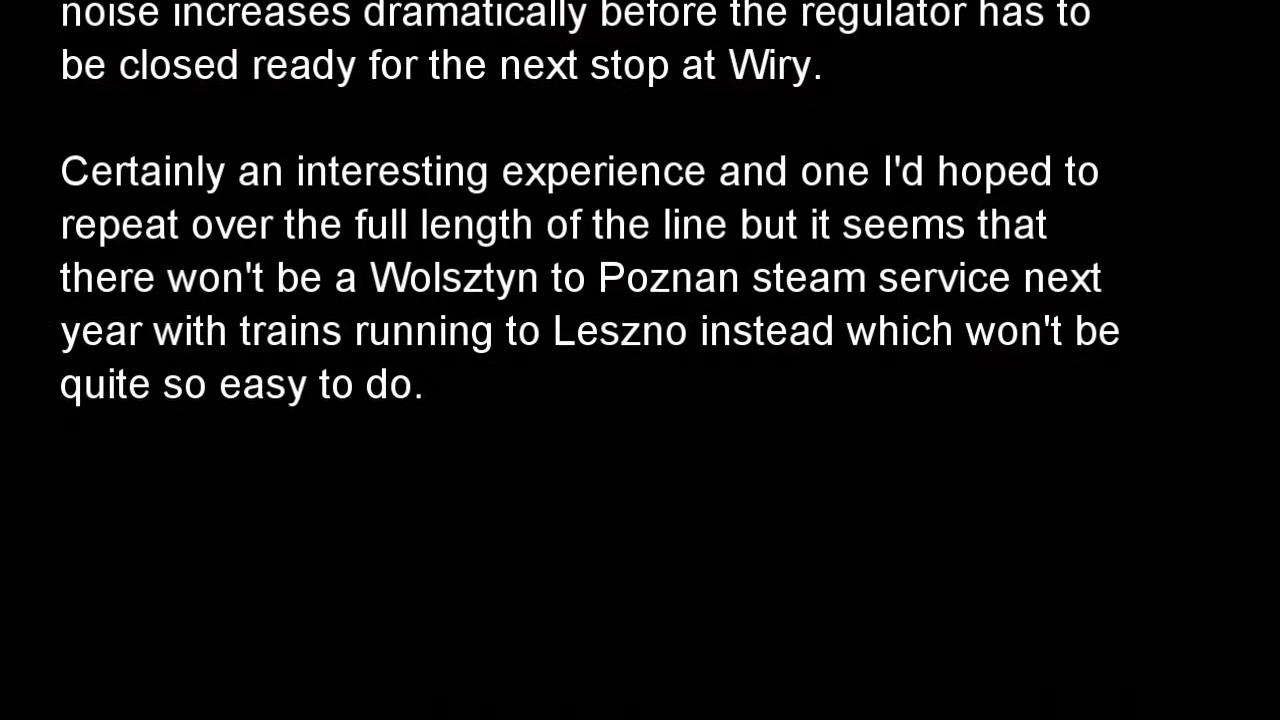 noise increases dramatically before the regulator has to
be closed ready for the next stop at Wiry.
Certainly an interesting experience and one I'd hoped to
repeat over the full length of the line but it seems that
there won't be a Wolsztyn to Poznan steam service next
year with trains running to Leszno instead which won't be
quite so easy to do.